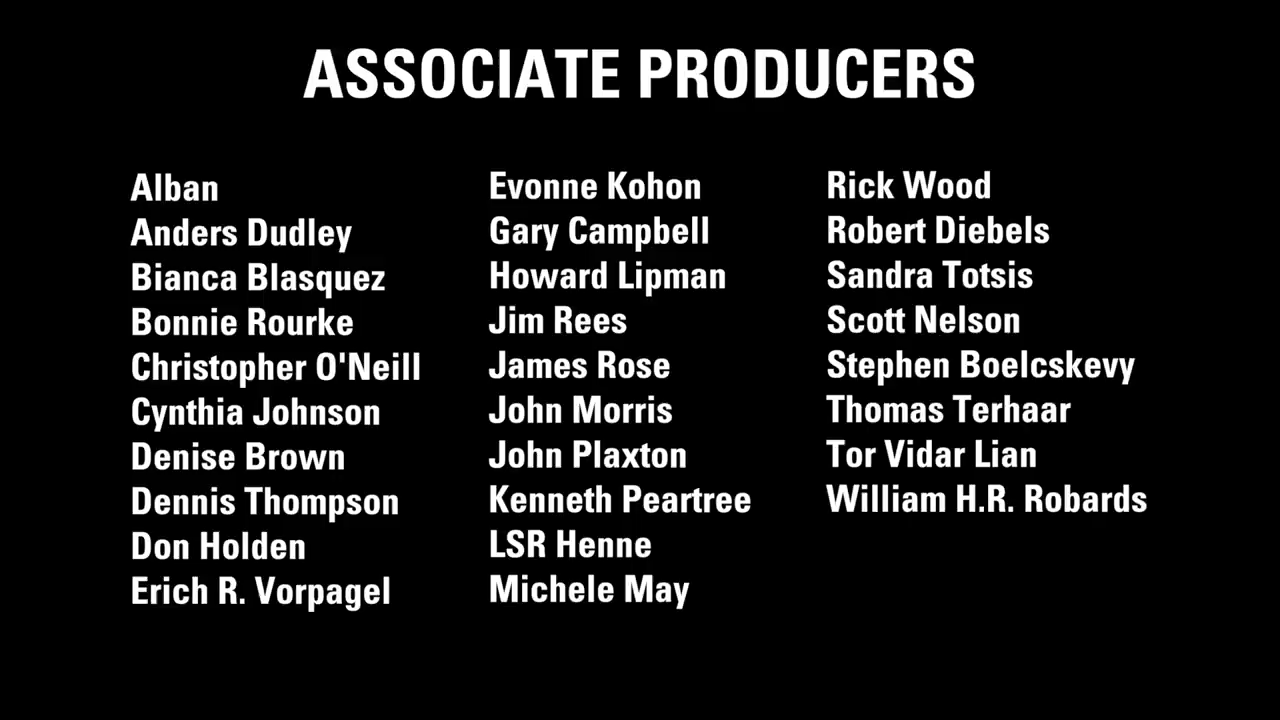 ASSOCIATE PRODUCERS
Alban
Anders Dudley
Bianca Blasquez
Bonnie Rourke
Christopher O'Neill
Cynthia Johnson
Denise Brown
Dennis Thompson
Don Holden
Erich R. Vorpagel
Evonne Kohon
Gary Campbell
Howard Lipman
Jim Rees
James Rose
John Morris
John Plaxton
Kenneth Peartree
LSR Henne
Michele May
Rick Wood
Robert Diebels
Sandra Totsis
Scott Nelson
Stephen Boelcskevy
Thomas Terhaar
Tor Vidar Lian
William H.R. Robards